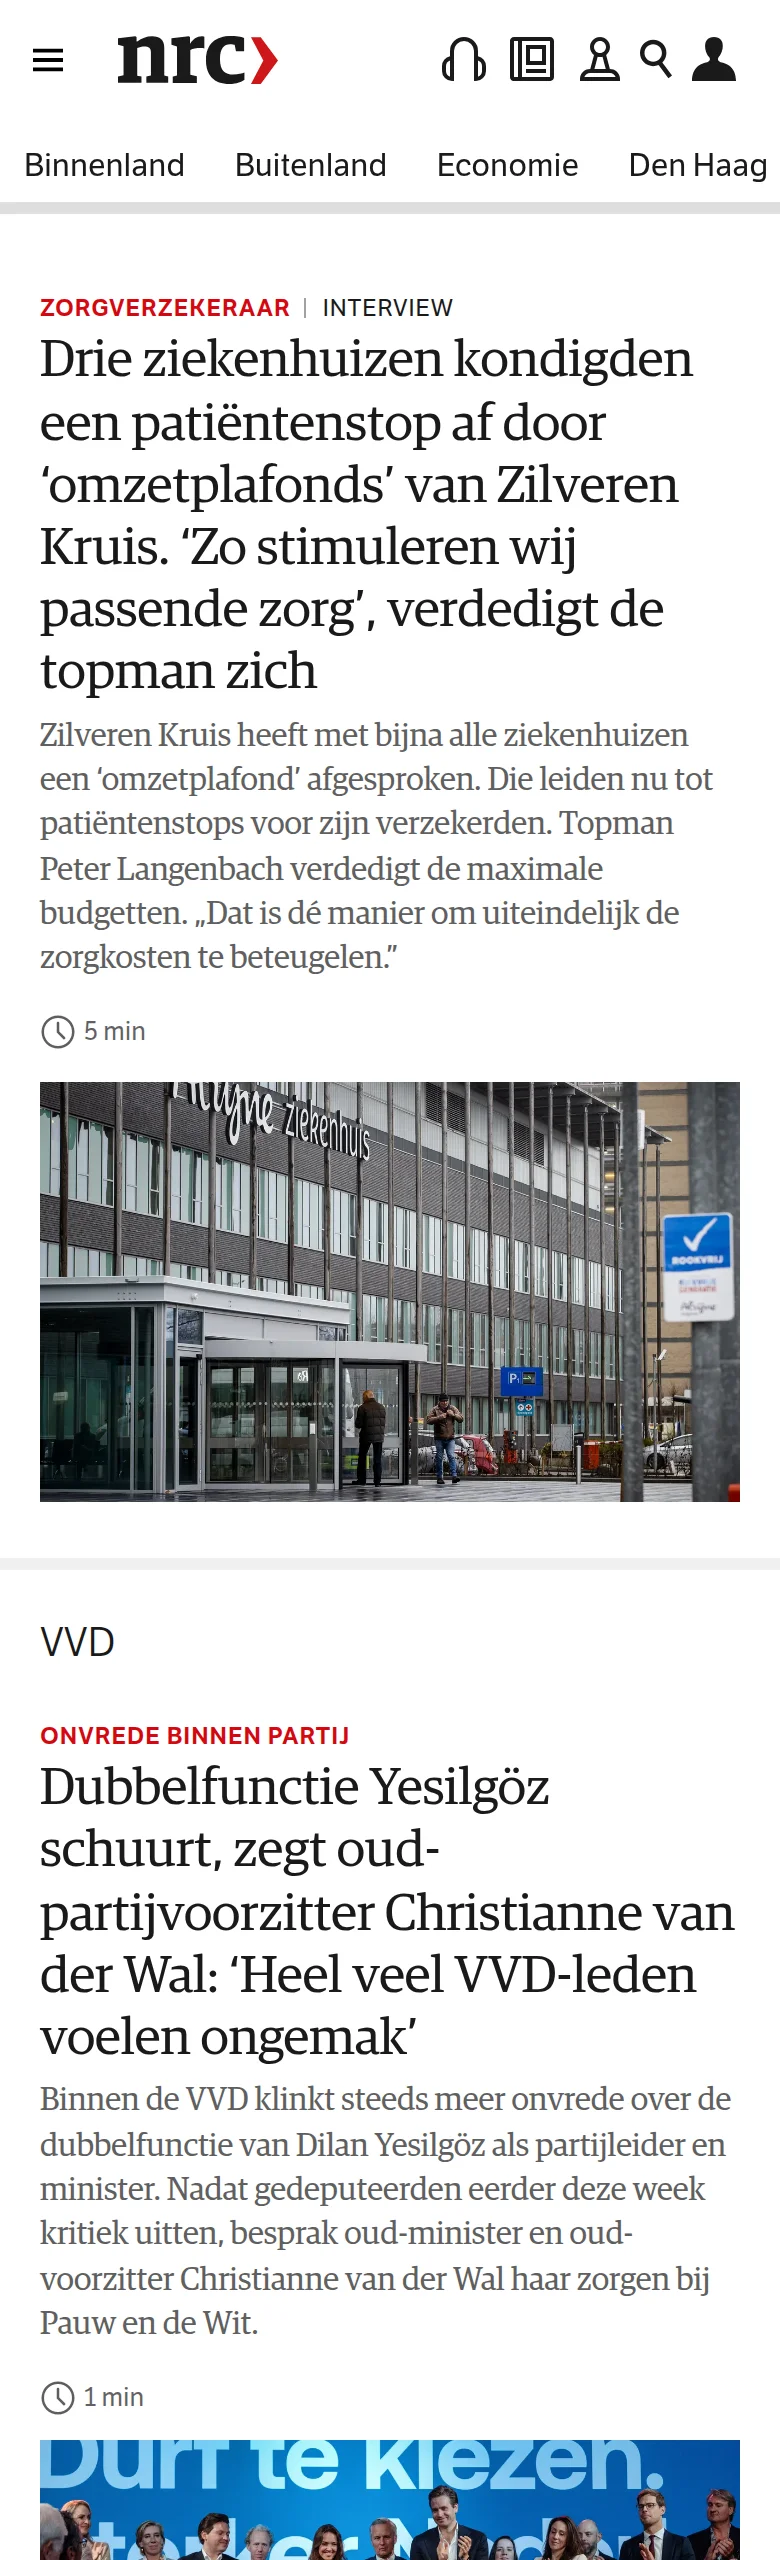 nrc
Binnenland Buitenland Economie Den Haag
ZORGVERZEKERAAR | INTERVIEW
Drie ziekenhuizen kondigden
een patiëntenstop af door
‘omzetplafonds’ van Zilveren
Kruis. ‘Zo stimuleren wij
passende zorg’, verdedigt de
topman zich
Zilveren Kruis heeft met bijna alle ziekenhuizen
een ‘omzetplafond’ afgesproken. Die leiden nu tot
patiëntenstops voor zijn verzekerden. Topman
Peter Langenbach verdedigt de maximale
budgetten. „Dat is dé manier om uiteindelijk de
zorgkosten te beteugelen.”
5 min
ziekenhuis
ROOKVRIJ
P
VVD
ONVREDE BINNEN PARTIJ
Dubbelfunctie Yesilgöz
schuurt, zegt oud-
partijvoorzitter Christianne van
der Wal: ‘Heel veel VVD-leden
voelen ongemak’
Binnen de VVD klinkt steeds meer onvrede over de
dubbelfunctie van Dilan Yesilgöz als partijleider en
minister. Nadat gedeputeerden eerder deze week
kritiek uitten, besprak oud-minister en oud-
voorzitter Christianne van der Wal haar zorgen bij
Pauw en de Wit.
1 min
Durf te kiezen.